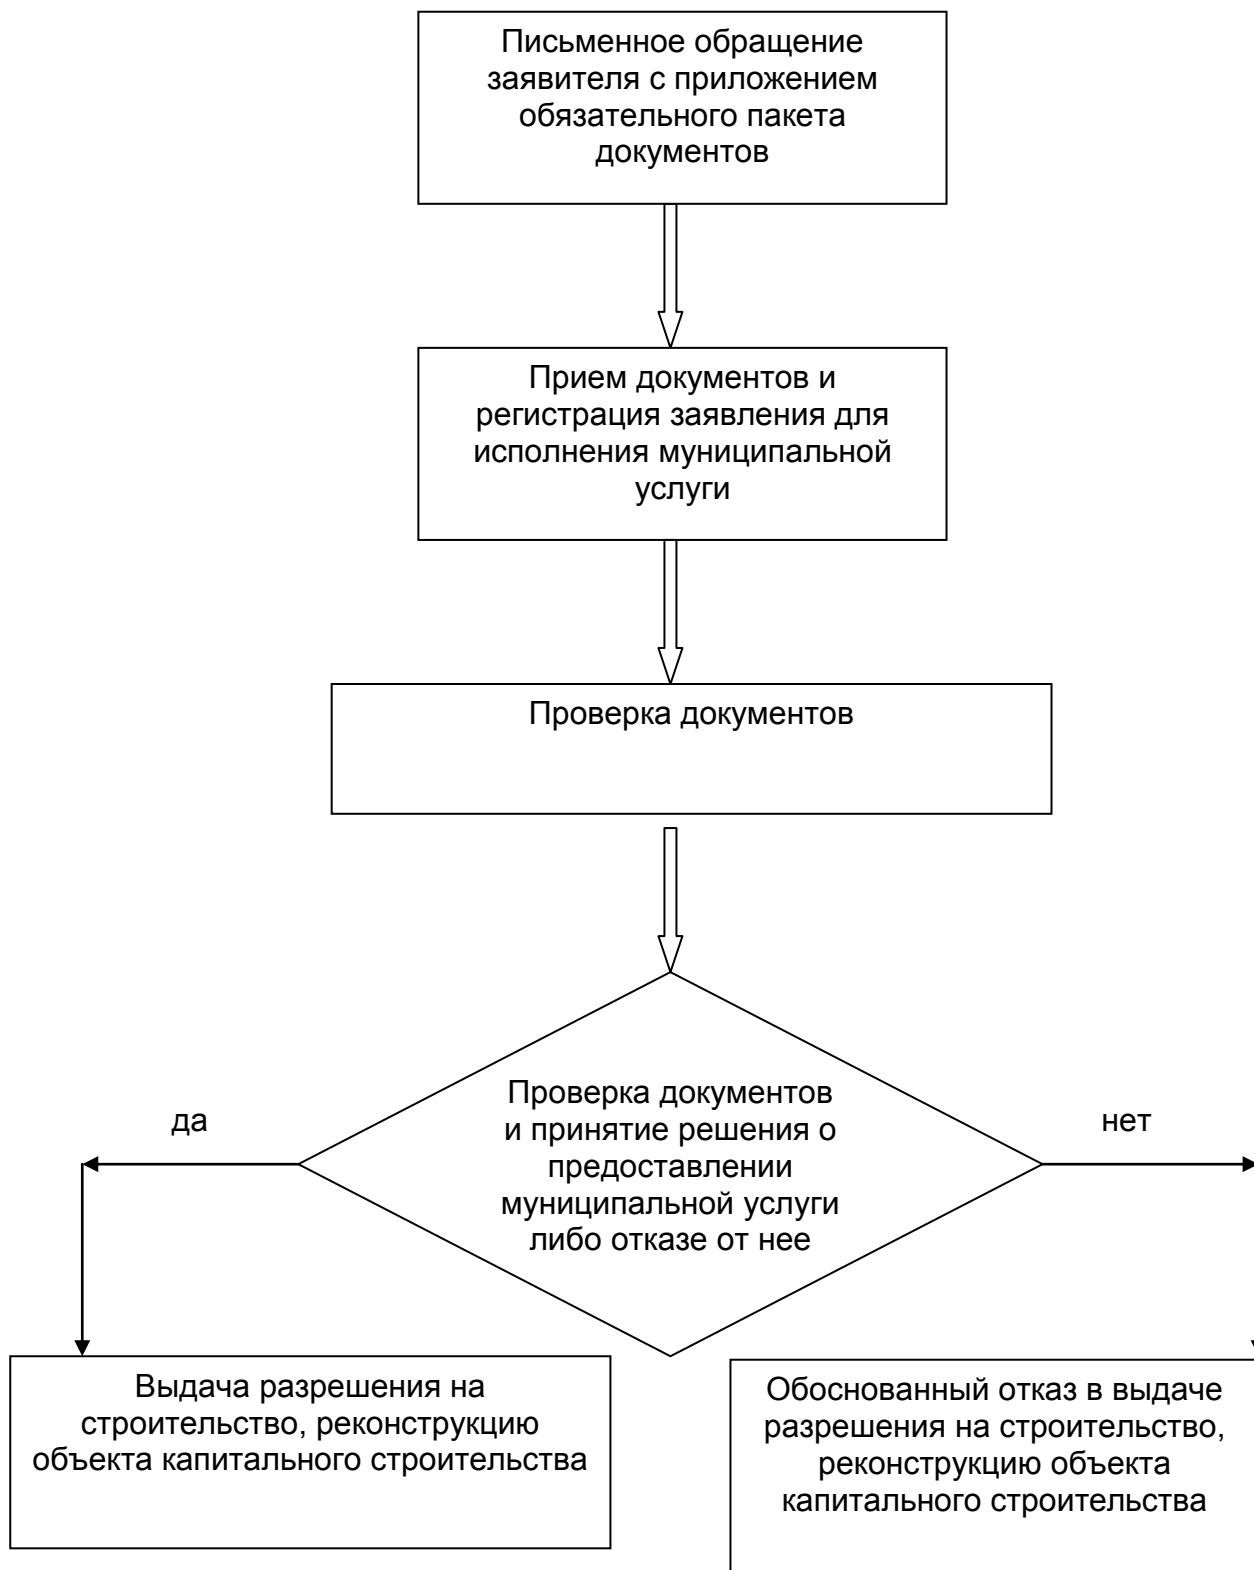 Письменное обращение
заявителя с приложением
обязательного пакета
документов
Прием документов и
регистрация заявления для
исполнения муниципальной
услуги
Проверка документов
Проверка документов
и принятие решения о
предоставлении
муниципальной услуги
либо отказе от нее
да
нет
Выдача разрешения на
строительство, реконструкцию
объекта капитального строительства
Обоснованный отказ в выдаче
разрешения на строительство,
реконструкцию объекта
капитального строительства